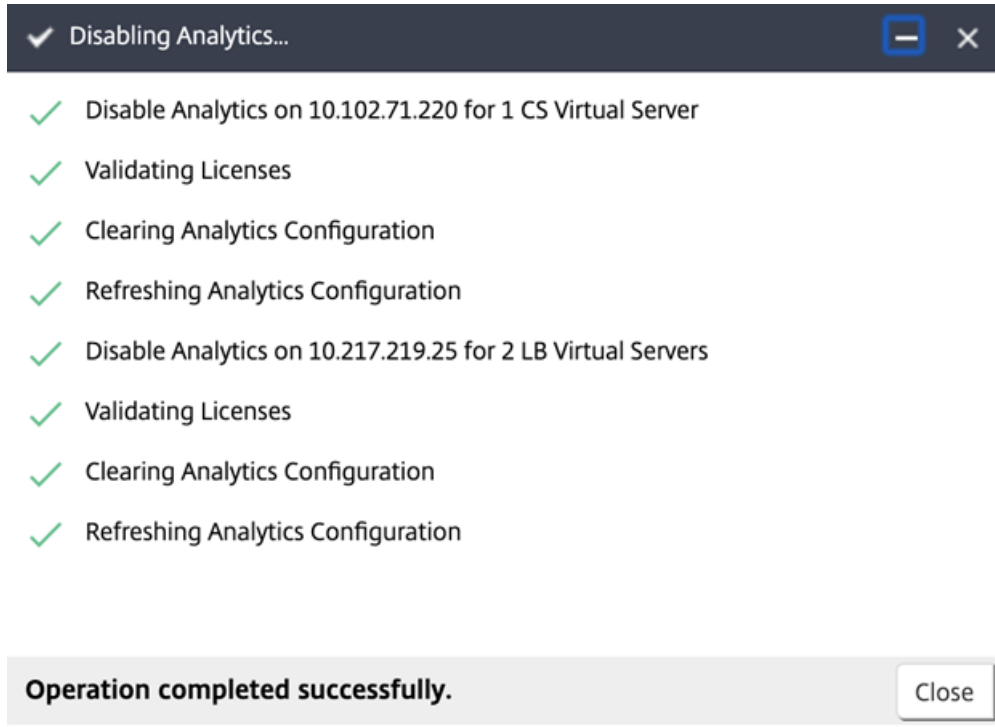 Disabling Analytics...
Disable Analytics on 10.102.71.220 for 1 CS Virtual Server
Validating Licenses
Clearing Analytics Configuration
Refreshing Analytics Configuration
Disable Analytics on 10.217.219.25 for 2 LB Virtual Servers
Validating Licenses
Clearing Analytics Configuration
Refreshing Analytics Configuration
Operation completed successfully.
Close